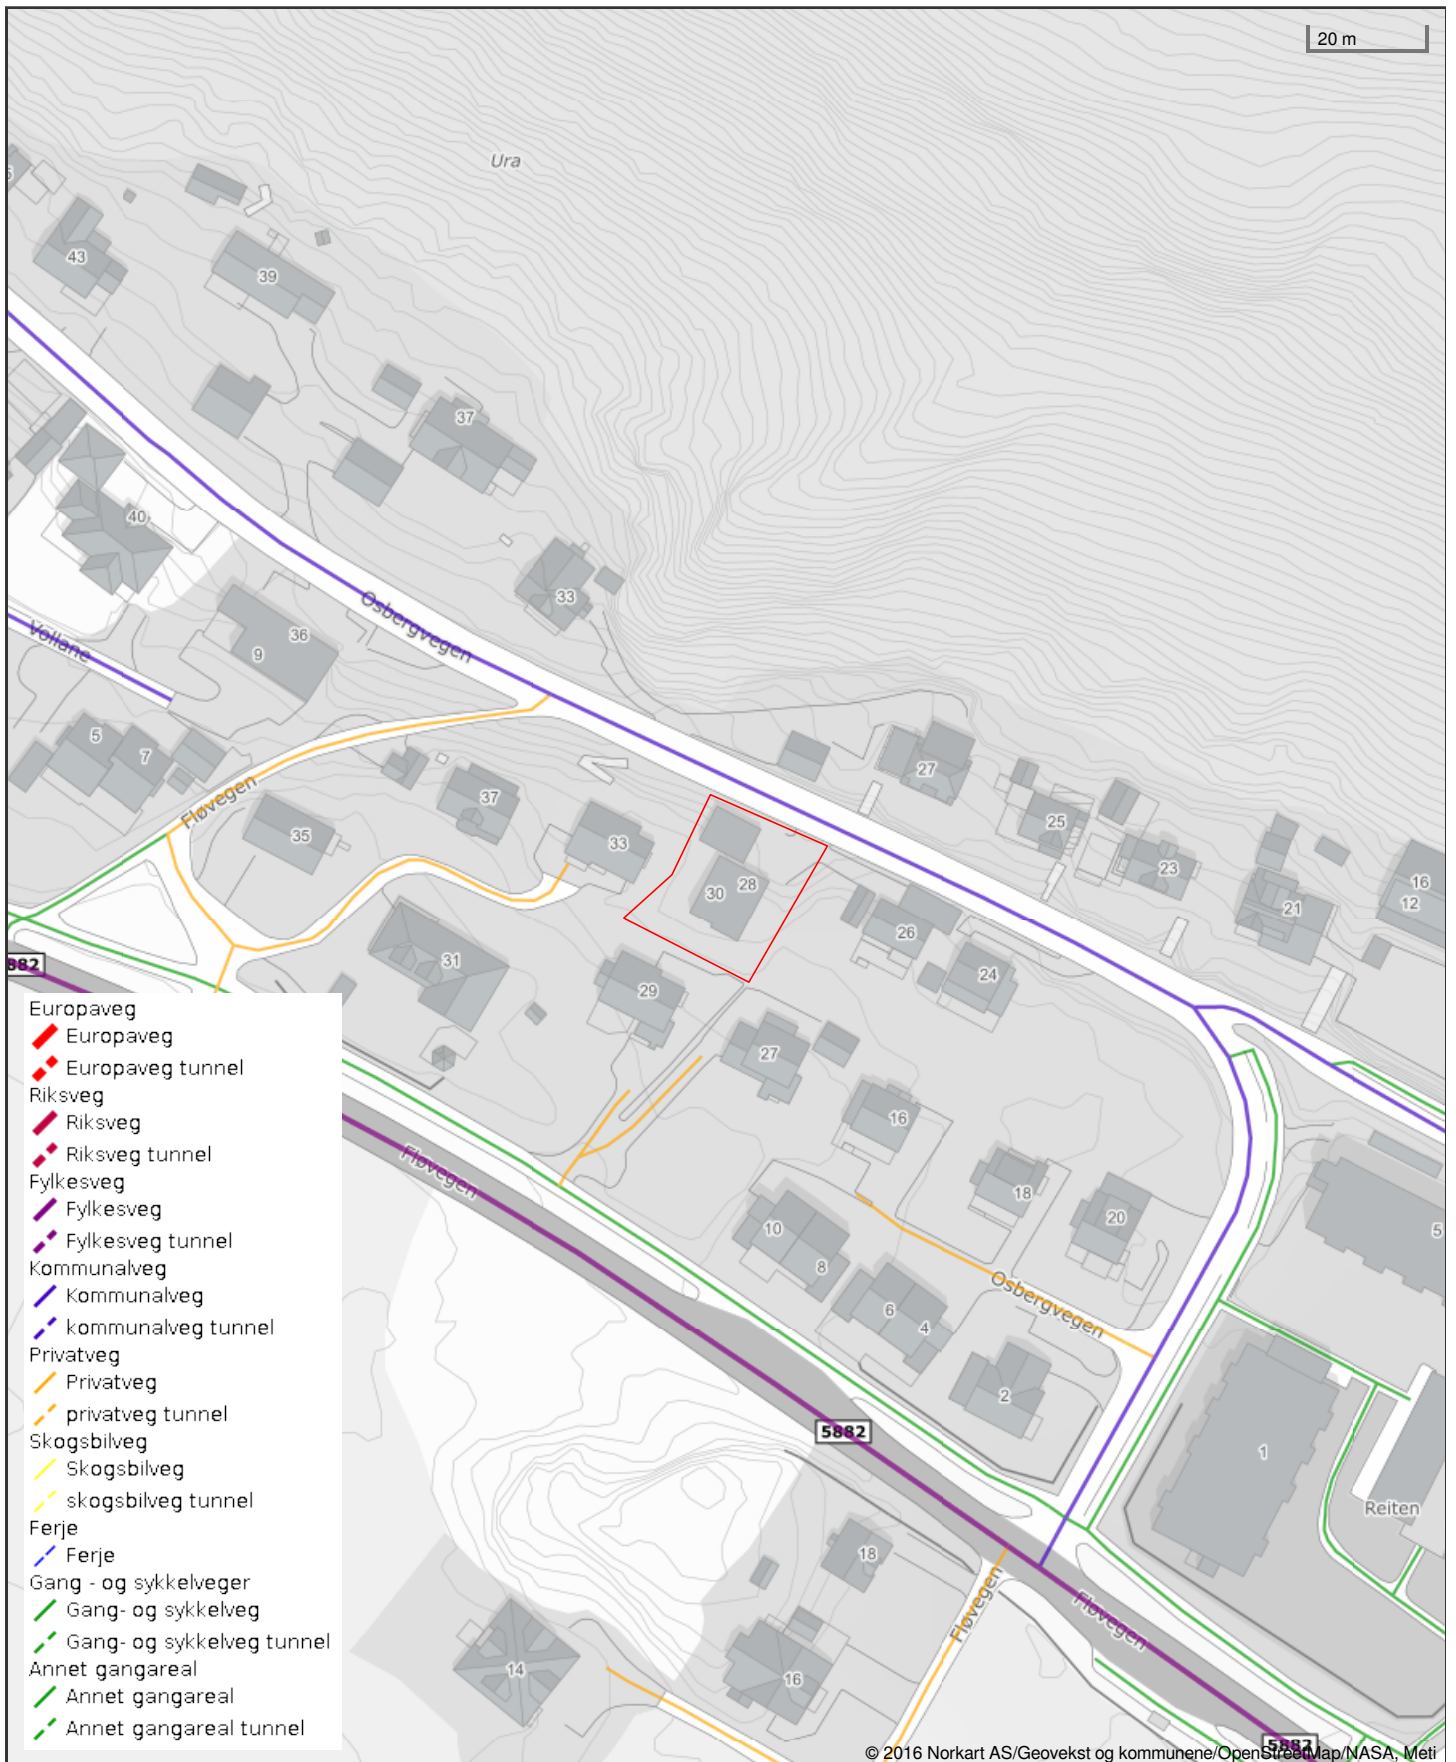 20 m
Ura
43
39
37
40
33
Osbergvegen
36
9
Vollane
5
7
Fløvegen
35
37
33
27
25
23
21
16
12
30
28
26
24
31
29
27
16
18
20
882
10
8
6
4
2
Osbergvegen
Fløvegen
5882
5
1
Reiten
18
16
14
Fløvegen
Fløvegen
5882
Europaveg
Europaveg
Europaveg tunnel
Riksveg
Riksveg
Riksveg tunnel
Fylkesveg
Fylkesveg
Fylkesveg tunnel
Kommunalveg
Kommunalveg
kommunalveg tunnel
Privatveg
Privatveg
privatveg tunnel
Skogsbilveg
Skogsbilveg
skogsbilveg tunnel
Ferje
Ferje
Gang - og sykkelveger
Gang- og sykkelveg
Gang- og sykkelveg tunnel
Annet gangareal
Annet gangareal
Annet gangareal tunnel
© 2016 Norkart AS/Geovekst og kommunene/OpenStreetMap/NASA, Meti